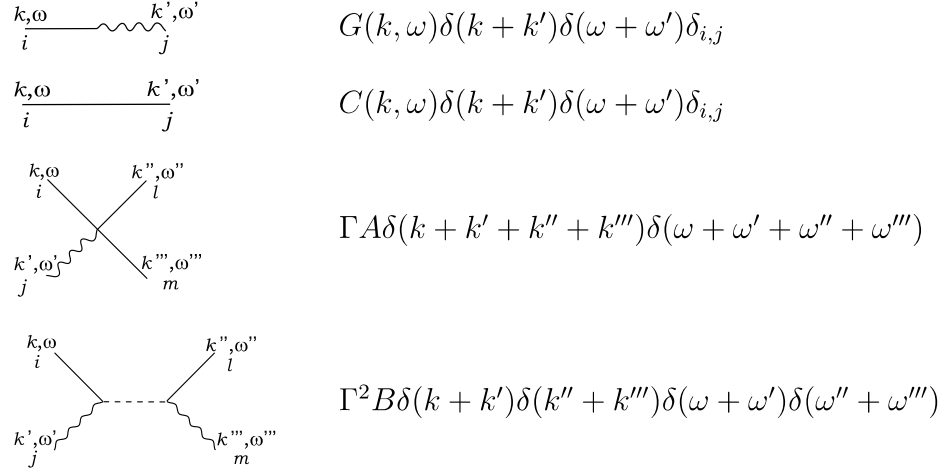 k,ω k',ω'
i j
G(k, ω)δ(k + k′)δ(ω + ω′)δ_{i,j}
k,ω k',ω'
i j
C(k, ω)δ(k + k′)δ(ω + ω′)δ_{i,j}
k,ω k'',ω''
i l
k',ω' k''',ω'''
j m
ΓAδ(k + k′ + k′′ + k′′′)δ(ω + ω′ + ω′′ + ω′′′)
k,ω k'',ω''
i l
k',ω' k''',ω'''
j m
Γ²Bδ(k + k′)δ(k′′ + k′′′)δ(ω + ω′)δ(ω′′ + ω′′′)